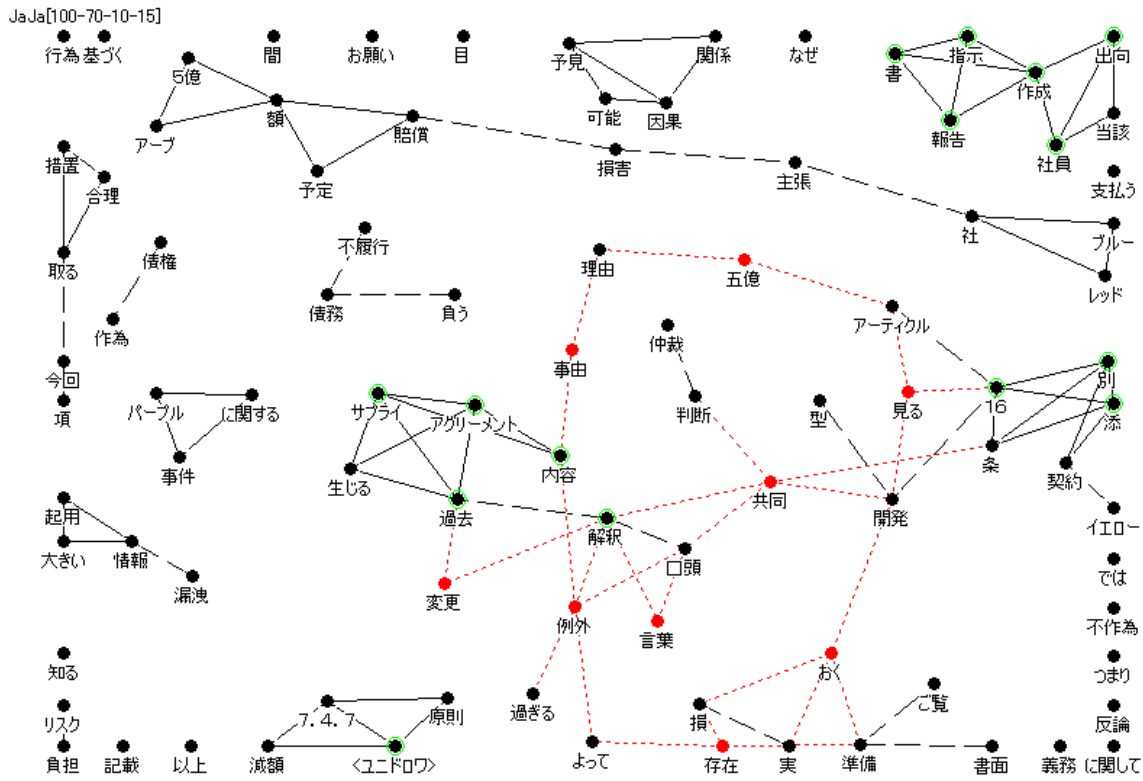 JaJa[100-70-10-15]
行為 基づく 間 お願い 目 予見 関係 なぜ 書 指示 作成 出向
5億 額 賠償 可能 因果 報告 社員 当該
アーブ 予定 損害 主張 支払う
措置 合理
取る 債権 不履行 社 ブルー
レッド
作為 債務 負う 理由 五億 アーティクル
今回 仲裁
項 パープル に関する サプライ アグリーメント 事由 判断 型 見る 16 別 添
事件 生じる 内容 条 契約
起用 過去 解釈 共同 開発 イエロー
大きい 情報 口頭 では
漏洩 変更 例外 言葉 不作為
知る おく つまり
リスク 7.4.7 原則 過ぎる 損 ご覧 反論
負担 記載 以上 減額 <ユニドロワ> よって 存在 実 準備 書面 義務 に関して